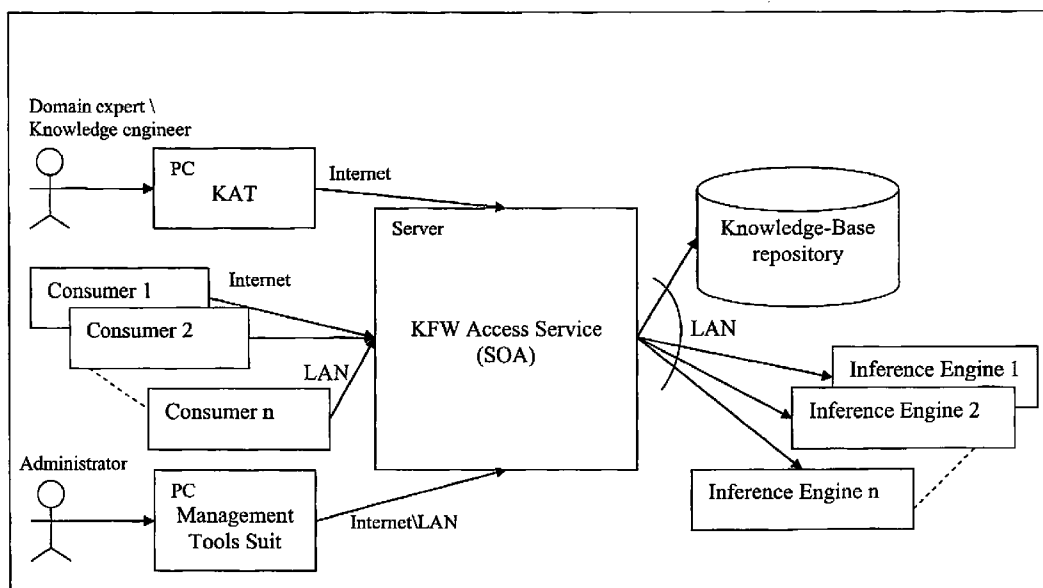 Domain expert \
Knowledge engineer
PC
KAT
Internet
Server
KFW Access Service
(SOA)
Knowledge-Base
repository
LAN
Internet
Consumer 1
Consumer 2
LAN
Consumer n
Inference Engine 1
Inference Engine 2
Inference Engine n
Administrator
PC
Management
Tools Suit
Internet\LAN